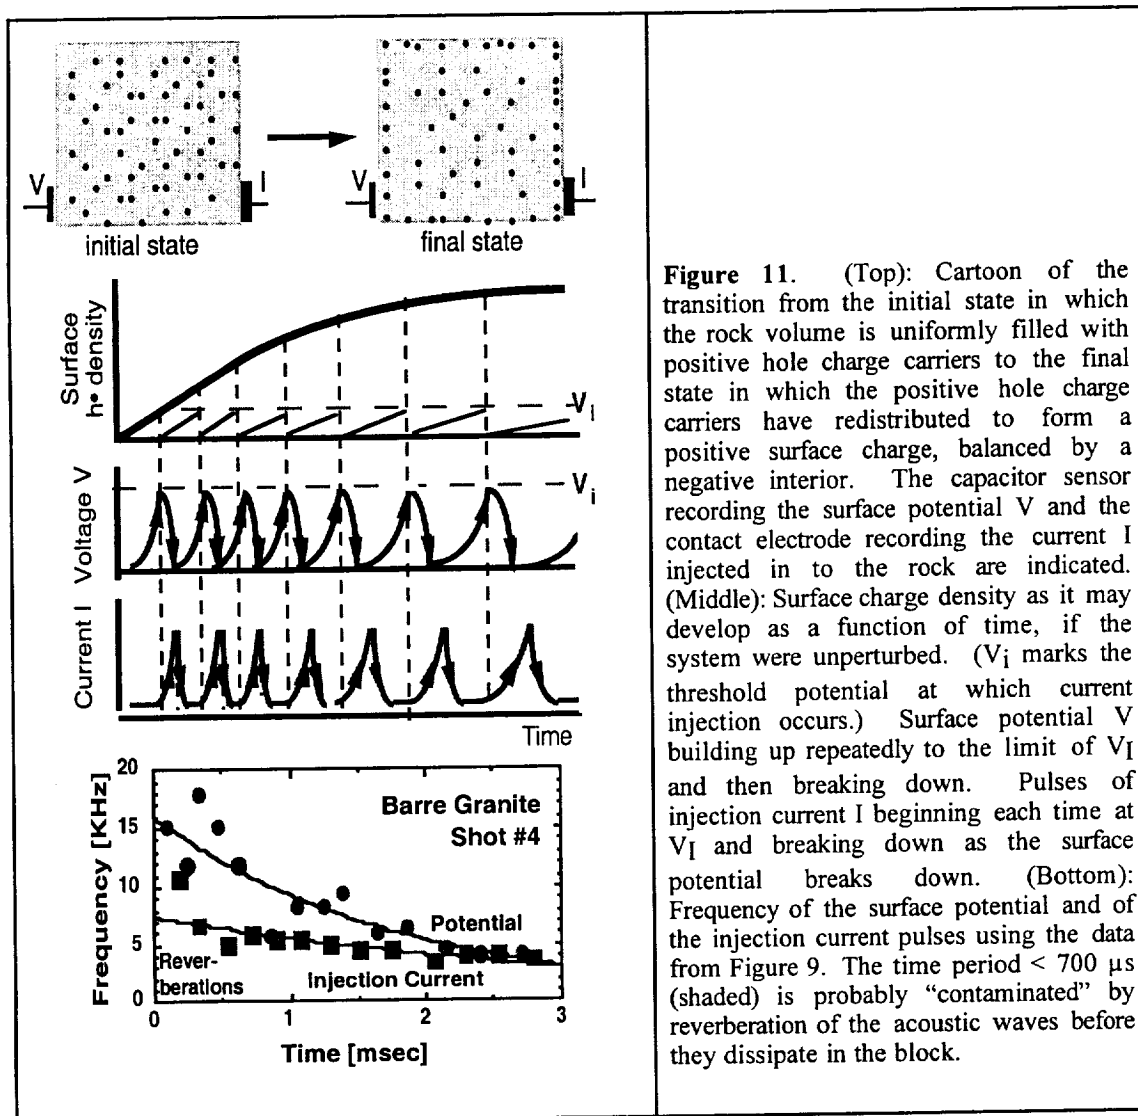 V
I
initial state
V
I
final state
Surface
h• density
Vi
Voltage V
Vi
Current I
Time
20
15
10
5
0
Frequency [KHz]
Barre Granite
Shot #4
Potential
Rever-
berations
Injection Current
0
1
2
3
Time [msec]
Figure 11. (Top): Cartoon of the
transition from the initial state in which
the rock volume is uniformly filled with
positive hole charge carriers to the final
state in which the positive hole charge
carriers have redistributed to form a
positive surface charge, balanced by a
negative interior. The capacitor sensor
recording the surface potential V and the
contact electrode recording the current I
injected in to the rock are indicated.
(Middle): Surface charge density as it may
develop as a function of time, if the
system were unperturbed. (Vi marks the
threshold potential at which current
injection occurs.) Surface potential V
building up repeatedly to the limit of VI
and then breaking down. Pulses of
injection current I beginning each time at
VI and breaking down as the surface
potential breaks down. (Bottom):
Frequency of the surface potential and of
the injection current pulses using the data
from Figure 9. The time period < 700 µs
(shaded) is probably “contaminated” by
reverberation of the acoustic waves before
they dissipate in the block.